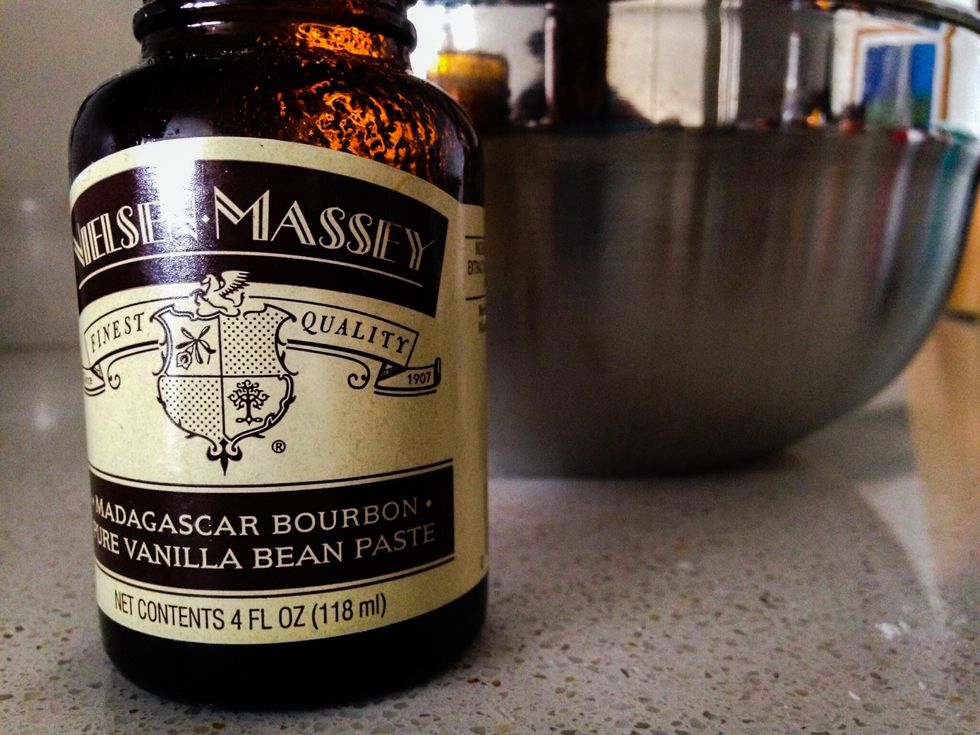 NIELSEN·MASSEY
FINEST QUALITY
1907
®
·MADAGASCAR BOURBON·
PURE VANILLA BEAN PASTE
NET CONTENTS 4 FL OZ (118 ml)